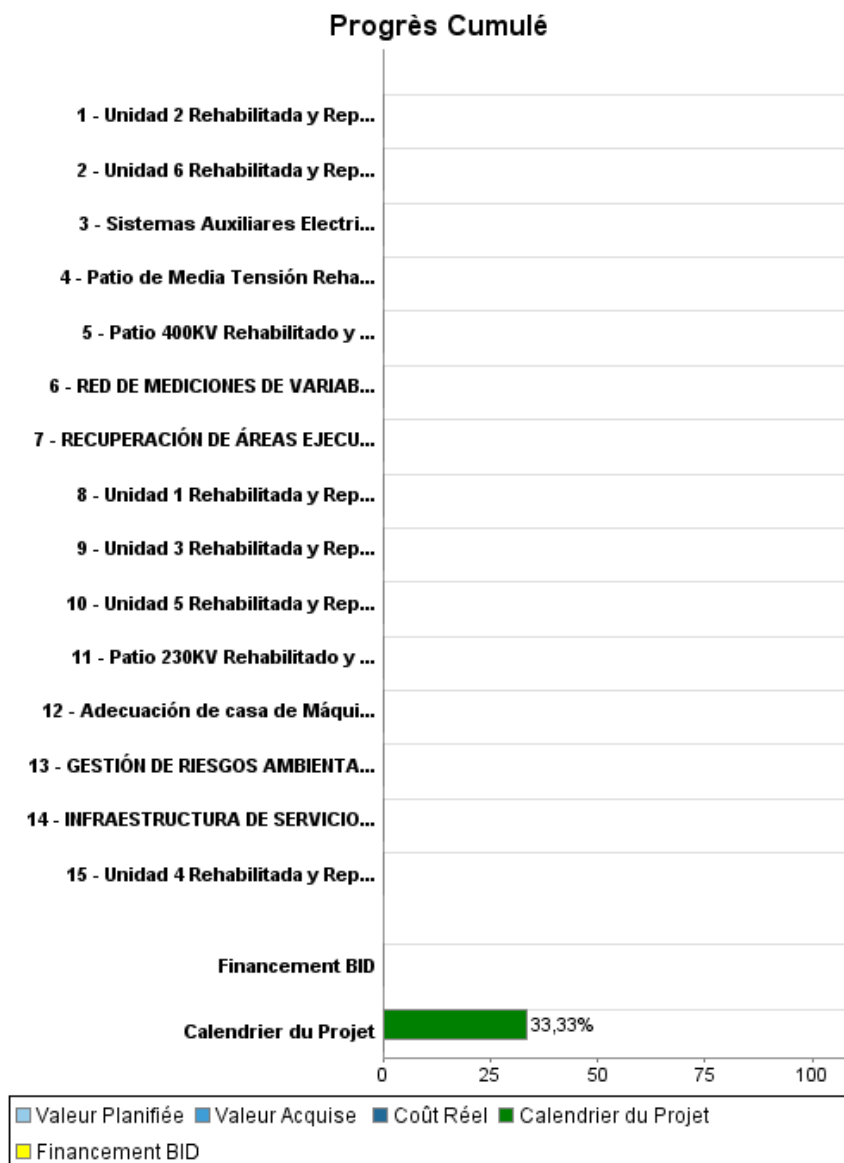 Progrès Cumulé
1 - Unidad 2 Rehabilitada y Rep...
2 - Unidad 6 Rehabilitada y Rep...
3 - Sistemas Auxiliares Electri...
4 - Patio de Media Tensión Reha...
5 - Patio 400KV Rehabilitado y ...
6 - RED DE MEDICIONES DE VARIAB...
7 - RECUPERACIÓN DE ÁREAS EJECU...
8 - Unidad 1 Rehabilitada y Rep...
9 - Unidad 3 Rehabilitada y Rep...
10 - Unidad 5 Rehabilitada y Rep...
11 - Patio 230KV Rehabilitado y ...
12 - Adecuación de casa de Máqui...
13 - GESTIÓN DE RIESGOS AMBIENTA...
14 - INFRAESTRUCTURA DE SERVICIO...
15 - Unidad 4 Rehabilitada y Rep...
Financement BID
Calendrier du Projet 33,33%
0 25 50 75 100
Valeur Planifiée Valeur Acquise Coût Réel Calendrier du Projet
Financement BID